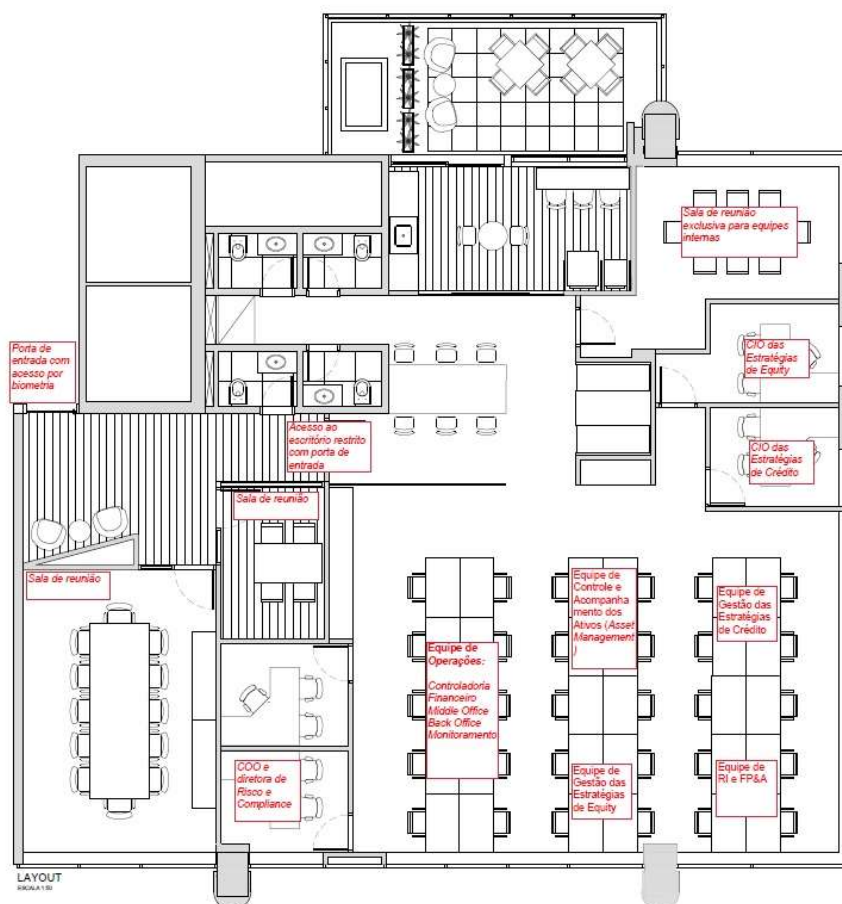 Sala de reunião
exclusiva para equipes
internas
Porta de
entrada com
acesso por
biometria
CIO das
Estratégias
de Equity
Acesso ao
escritório restrito
com porta de
entrada
CIO das
Estratégias
de Crédito
Sala de reunião
Sala de reunião
Equipe de
Controle e
Acompanha
mento dos
Ativos (Asset
Management
)
Equipe de
Gestão das
Estratégias
de Crédito
Equipe de
Operações:
Controladoria
Financeiro
Middle Office
Back Office
Monitoramento
COO e
diretora de
Risco e
Compliance
Equipe de
Gestão das
Estratégias
de Equity
Equipe de
RI e FP&A
LAYOUT
ESCALA 1:50